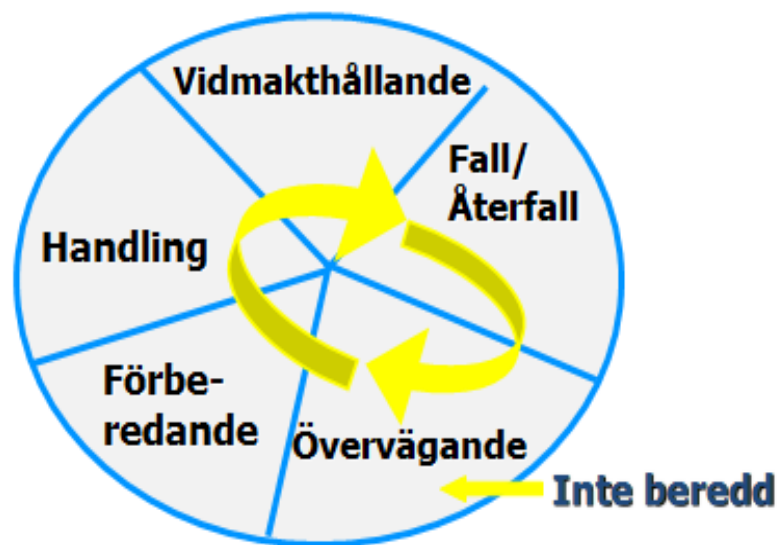 Vidmakthållande
Fall/
Återfall
Handling
Förbe-
redande
Övervägande
Inte beredd